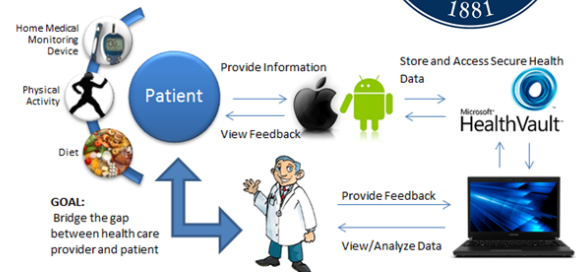 1881
Home Medical
Monitoring
Device
Physical
Activity
Diet
Patient
Provide Information
View Feedback
Store and Access Secure Health
Data
Microsoft®
HealthVault™
GOAL:
Bridge the gap
between health care
provider and patient
Provide Feedback
View/Analyze Data